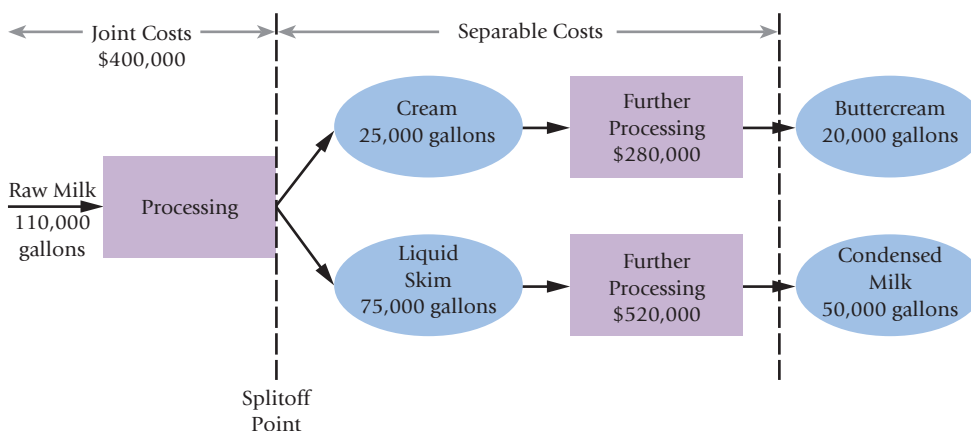 Joint Costs
$400,000
Separable Costs
Raw Milk
110,000
gallons
Processing
Splitoff
Point
Cream
25,000 gallons
Further
Processing
$280,000
Buttercream
20,000 gallons
Liquid
Skim
75,000 gallons
Further
Processing
$520,000
Condensed
Milk
50,000 gallons